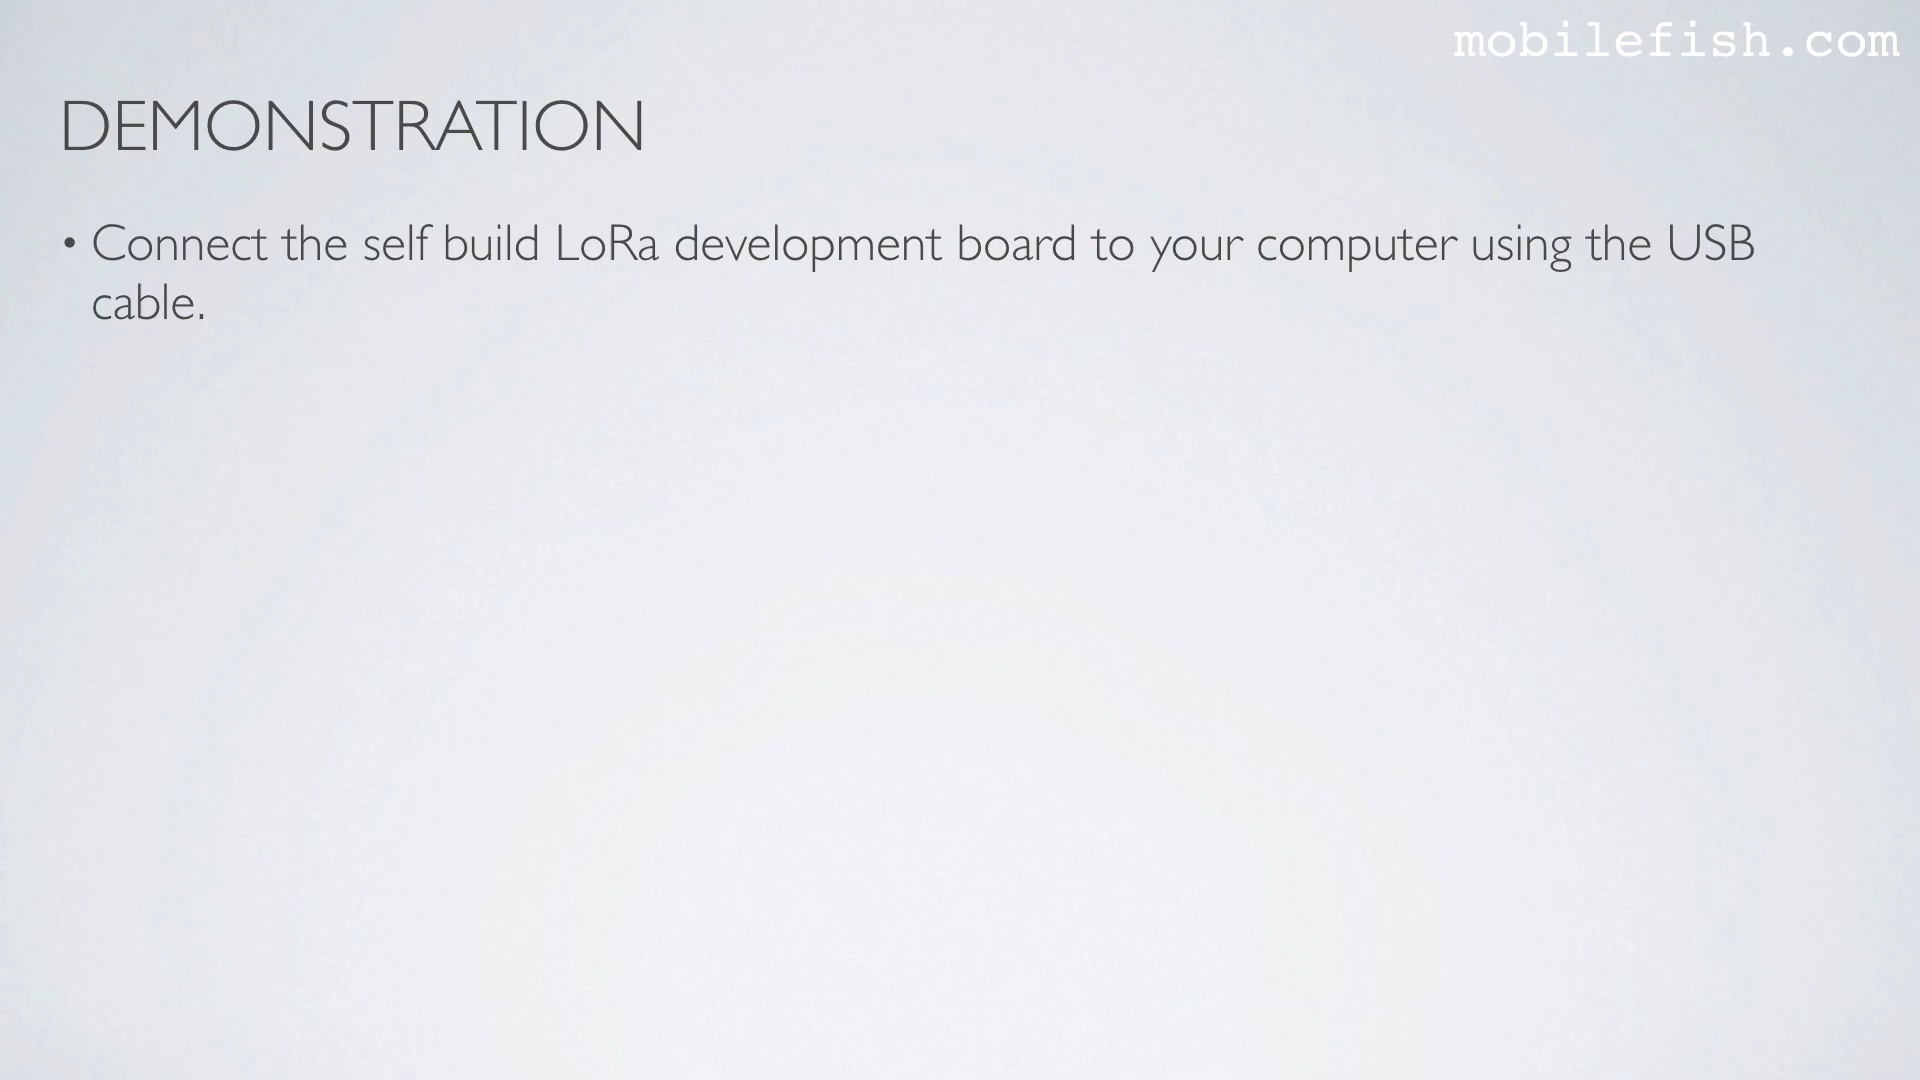 mobilefish.com
DEMONSTRATION
• Connect the self build LoRa development board to your computer using the USB
cable.